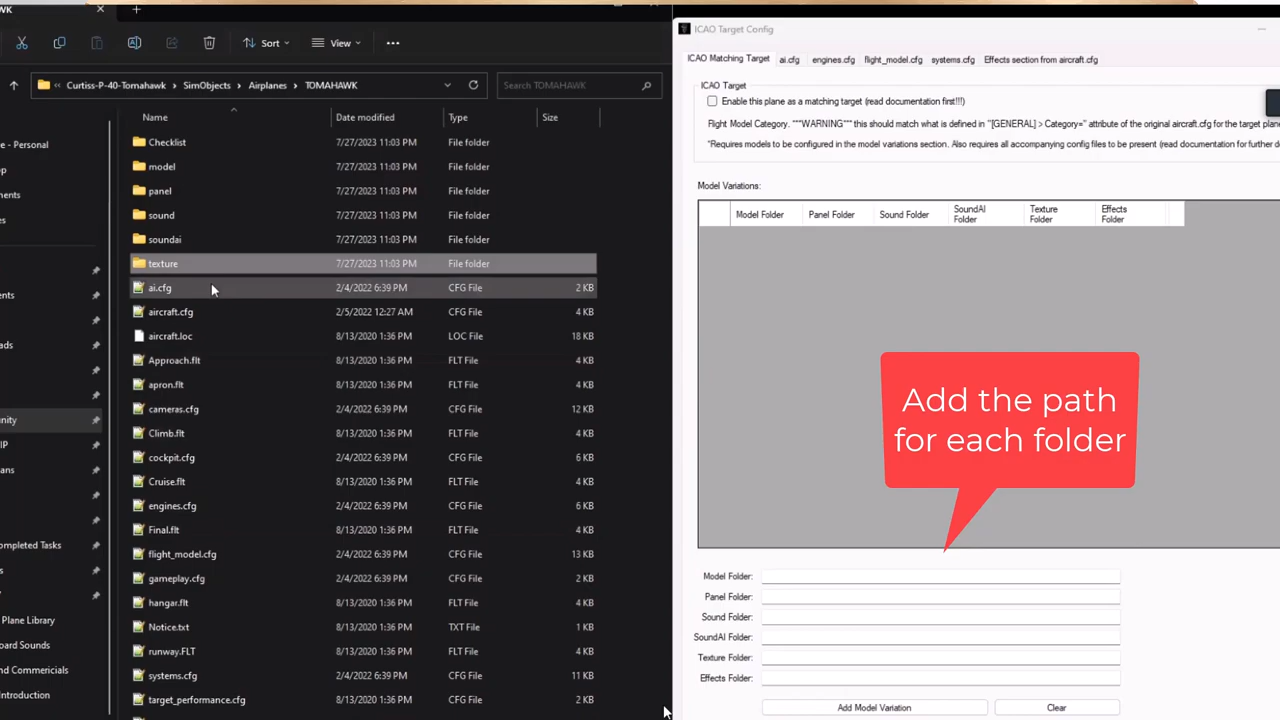 WK
Sort
View
Curtiss-P-40-Tomahawk
SimObjects
Airplanes
TOMAHAWK
Search TOMAHAWK
Name
Date modified
Type
Size
e - Personal
ents
s
ents
ads
unity
IP
ans
ompleted Tasks
s
Plane Library
board Sounds
nd Commericials
Introduction
Checklist 7/27/2023 11:03 PM File folder
model 7/27/2023 11:03 PM File folder
panel 7/27/2023 11:03 PM File folder
sound 7/27/2023 11:03 PM File folder
soundai 7/27/2023 11:03 PM File folder
texture 7/27/2023 11:03 PM File folder
ai.cfg 2/4/2022 6:39 PM CFG File 2 KB
aircraft.cfg 2/5/2022 12:27 AM CFG File 4 KB
aircraft.loc 8/13/2020 1:36 PM LOC File 18 KB
Approach.flt 8/13/2020 1:36 PM FLT File 4 KB
apron.flt 8/13/2020 1:36 PM FLT File 4 KB
cameras.cfg 2/4/2022 6:39 PM CFG File 12 KB
Climb.flt 8/13/2020 1:36 PM FLT File 4 KB
cockpit.cfg 2/4/2022 6:39 PM CFG File 6 KB
Cruise.flt 8/13/2020 1:36 PM FLT File 4 KB
engines.cfg 2/4/2022 6:39 PM CFG File 6 KB
Final.flt 8/13/2020 1:36 PM FLT File 4 KB
flight_model.cfg 2/4/2022 6:39 PM CFG File 13 KB
gameplay.cfg 2/4/2022 6:39 PM CFG File 2 KB
hangar.flt 8/13/2020 1:36 PM FLT File 4 KB
Notice.txt 8/13/2020 1:36 PM TXT File 1 KB
runway.FLT 8/13/2020 1:36 PM FLT File 4 KB
systems.cfg 2/4/2022 6:39 PM CFG File 11 KB
target_performance.cfg 8/13/2020 1:36 PM CFG File 2 KB
ICAO Target Config
ICAO Matching Target
ai.cfg
engines.cfg
flight_model.cfg
systems.cfg
Effects section from aircraft.cfg
ICAO Target
Enable this plane as a matching target (read documentation first!!!)
Flight Model Category. ***WARNING*** this should match what is defined in "[GENERAL] > Category=" attribute of the original aircraft.cfg for the target plane
*Requires models to be configured in the model variations section. Also requires all accompanying config files to be present (read documentation for further de
Model Variations:
Model Folder
Panel Folder
Sound Folder
SoundAI Folder
Texture Folder
Effects Folder
Add the path
for each folder
Model Folder:
Panel Folder:
Sound Folder:
SoundAI Folder:
Texture Folder:
Effects Folder:
Add Model Variation
Clear